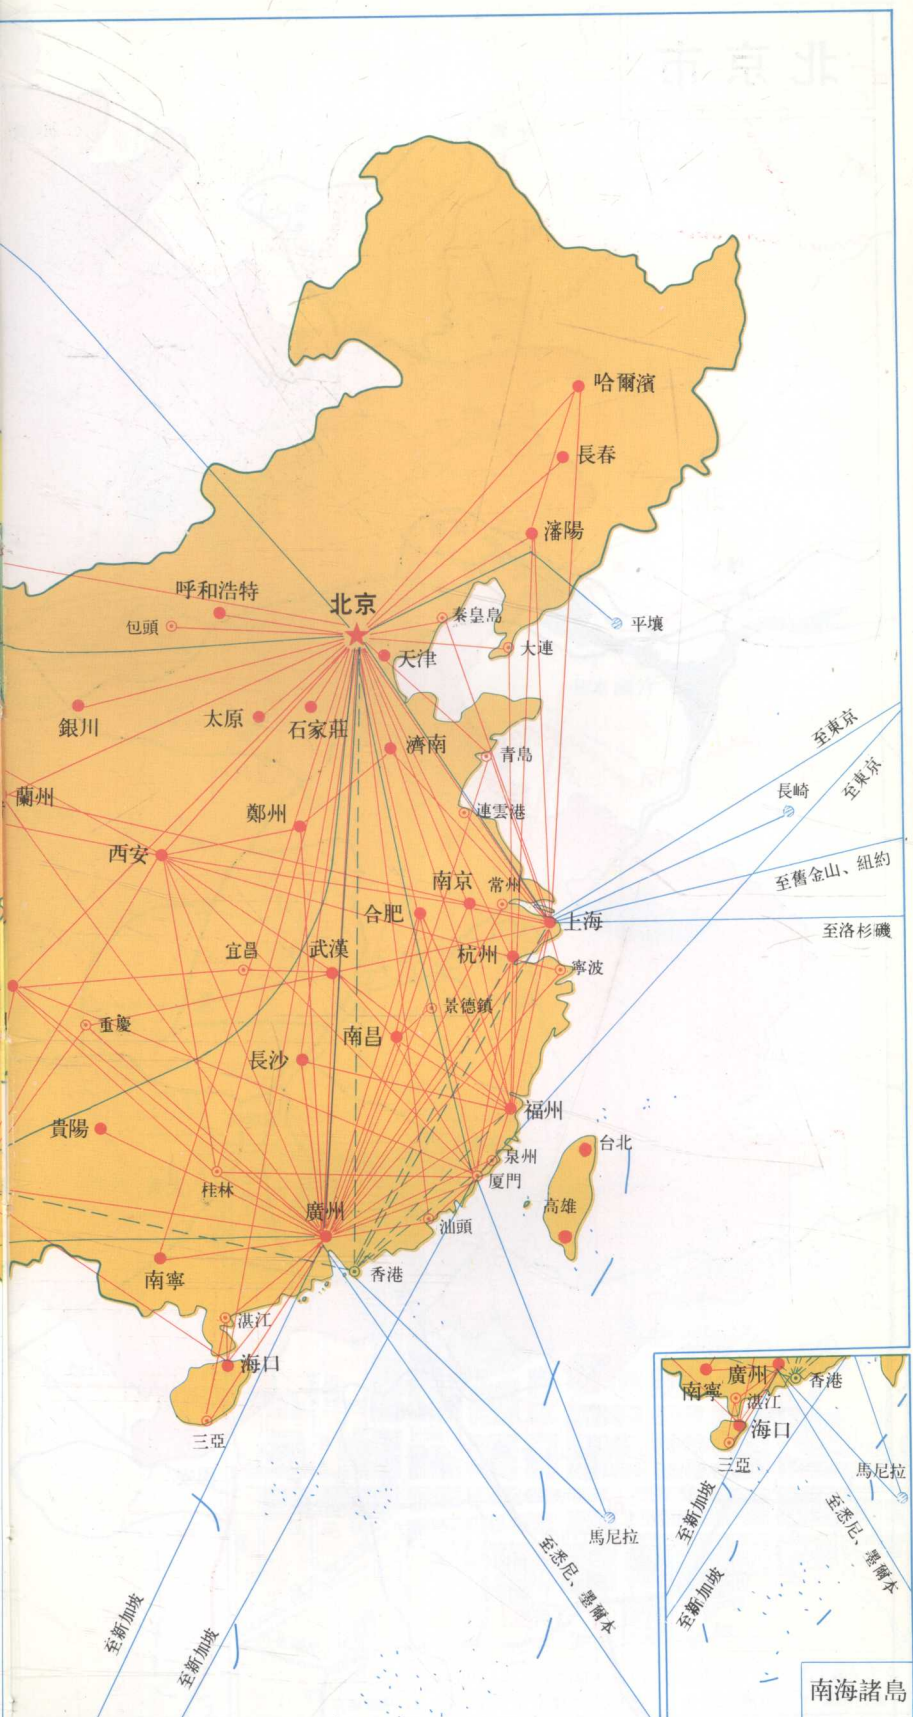 哈爾濱
長春
瀋陽
呼和浩特
北京
包頭
秦皇島
平壤
大連
天津
銀川
太原
石家莊
濟南
至東京
青島
至東京
蘭州
長崎
鄭州
連雲港
西安
至舊金山、紐約
南京
常州
合肥
上海
至洛杉磯
宜昌
武漢
杭州
寧波
景德鎮
重慶
南昌
長沙
福州
貴陽
台北
泉州
厦門
桂林
高雄
廣州
汕頭
南寧
香港
湛江
海口
三亞
馬尼拉
至悉尼、墨爾本
至新加坡
至新加坡
廣州
香港
南寧
湛江
海口
三亞
馬尼拉
至新加坡
至悉尼、墨爾本
至新加坡
南海諸島